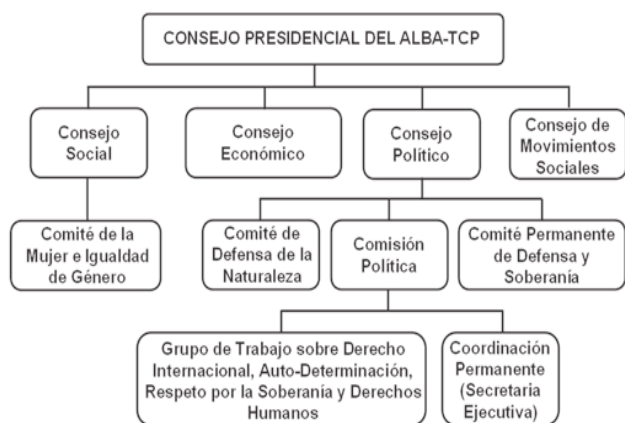 CONSEJO PRESIDENCIAL DEL ALBA-TCP
Consejo
Social
Consejo
Económico
Consejo
Político
Consejo de
Movimientos
Sociales
Comité de la
Mujer e Igualdad
de Género
Comité de
Defensa de la
Naturaleza
Comisión
Política
Comité Permanente
de Defensa y
Soberanía
Grupo de Trabajo sobre Derecho
Internacional, Auto-Determinación,
Respeto por la Soberanía y Derechos
Humanos
Coordinación
Permanente
(Secretaria
Ejecutiva)